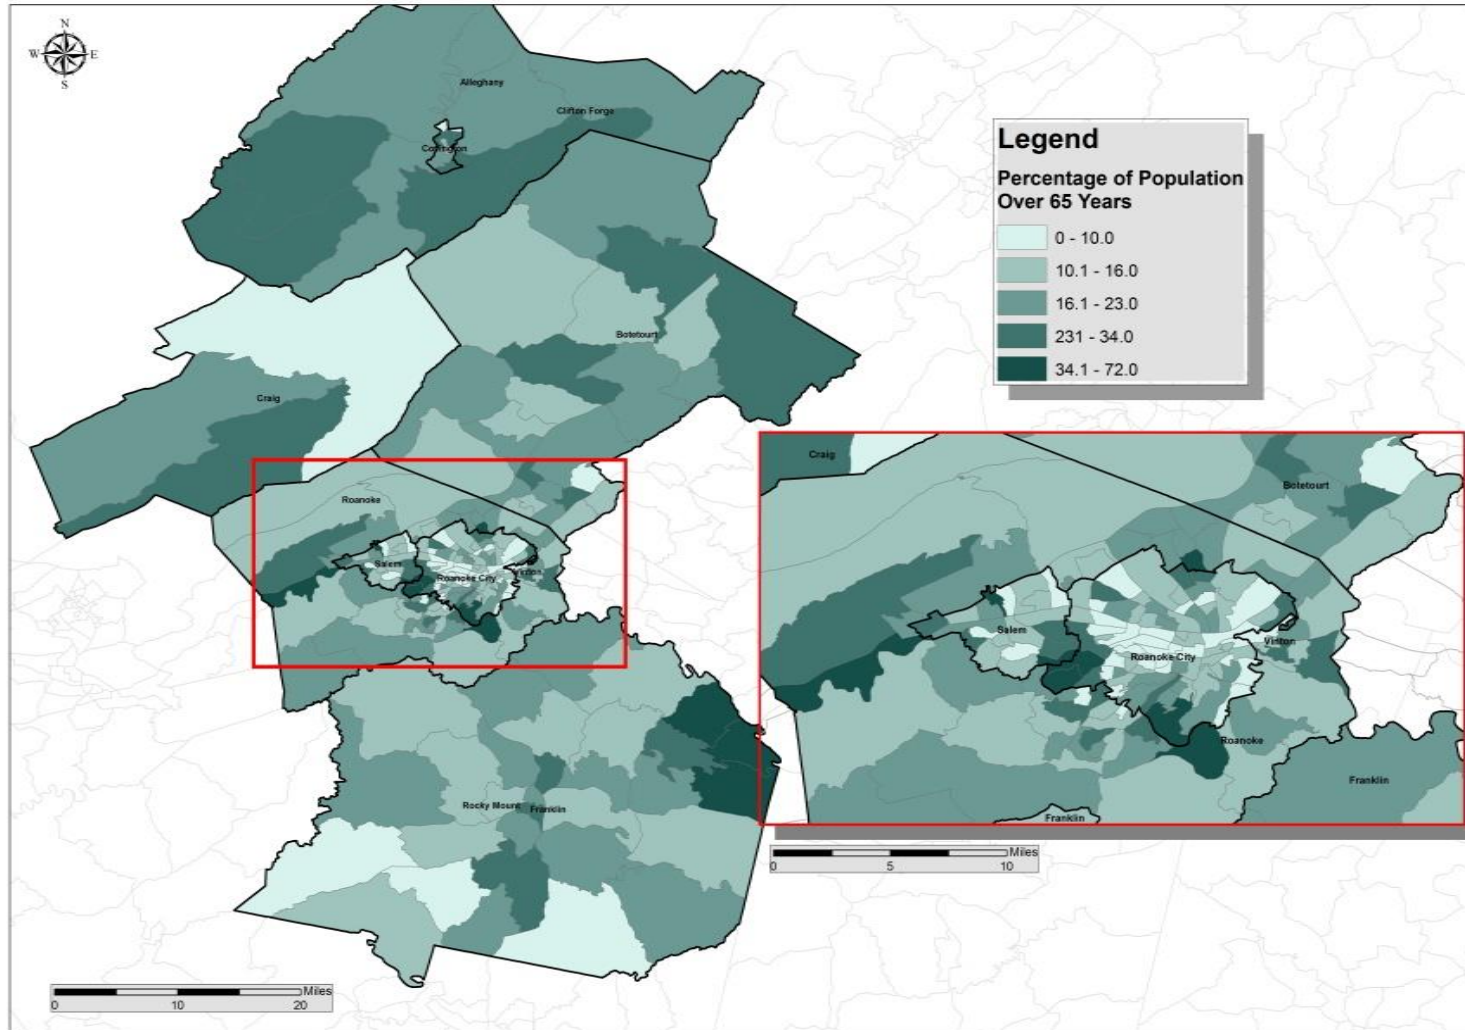 N
W E
S
Alleghany
Clifton Forge
Covington
Legend
Percentage of Population
Over 65 Years
0 - 10.0
10.1 - 16.0
16.1 - 23.0
231 - 34.0
34.1 - 72.0
Botetourt
Craig
Roanoke
Salem
Roanoke City
Vinton
Craig
Botetourt
Salem
Vinton
Roanoke City
Roanoke
Franklin
Franklin
Rocky Mount
Franklin
Miles
0 5 10
Miles
0 10 20